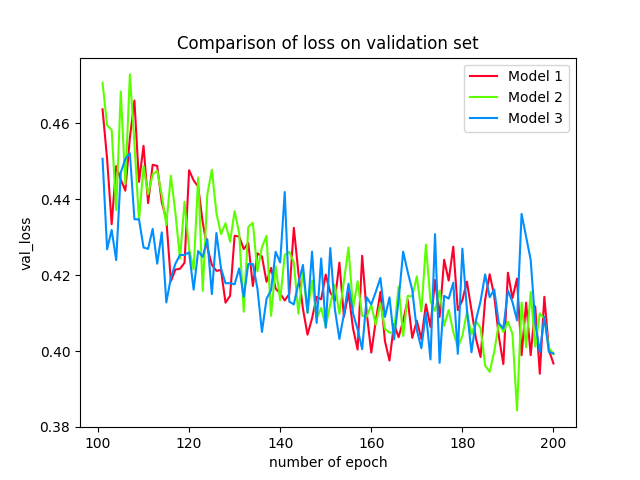 Comparison of loss on validation set
Model 1
Model 2
Model 3
val_loss
0.46
0.44
0.42
0.40
0.38
100
120
140
160
180
200
number of epoch